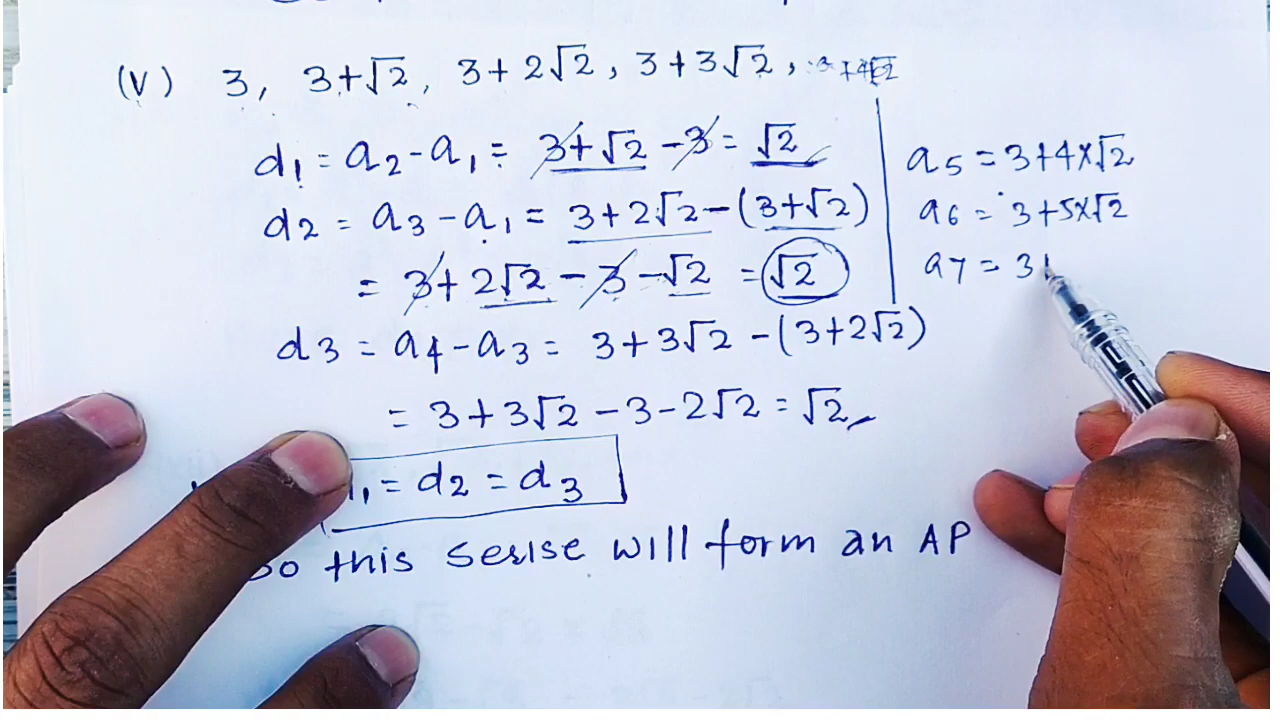 (V) 3, 3+√2, 3+2√2, 3+3√2, 3+4√2
d1 = a2-a1 = 3+√2-3 = √2
d2 = a3-a1 = 3+2√2-(3+√2)
= 3+2√2-3-√2 = √2
d3 = a4-a3 = 3+3√2-(3+2√2)
= 3+3√2-3-2√2 = √2
d1 = d2 = d3
So this serise will form an AP
a5 = 3+4×√2
a6 = 3+5×√2
a7 = 3